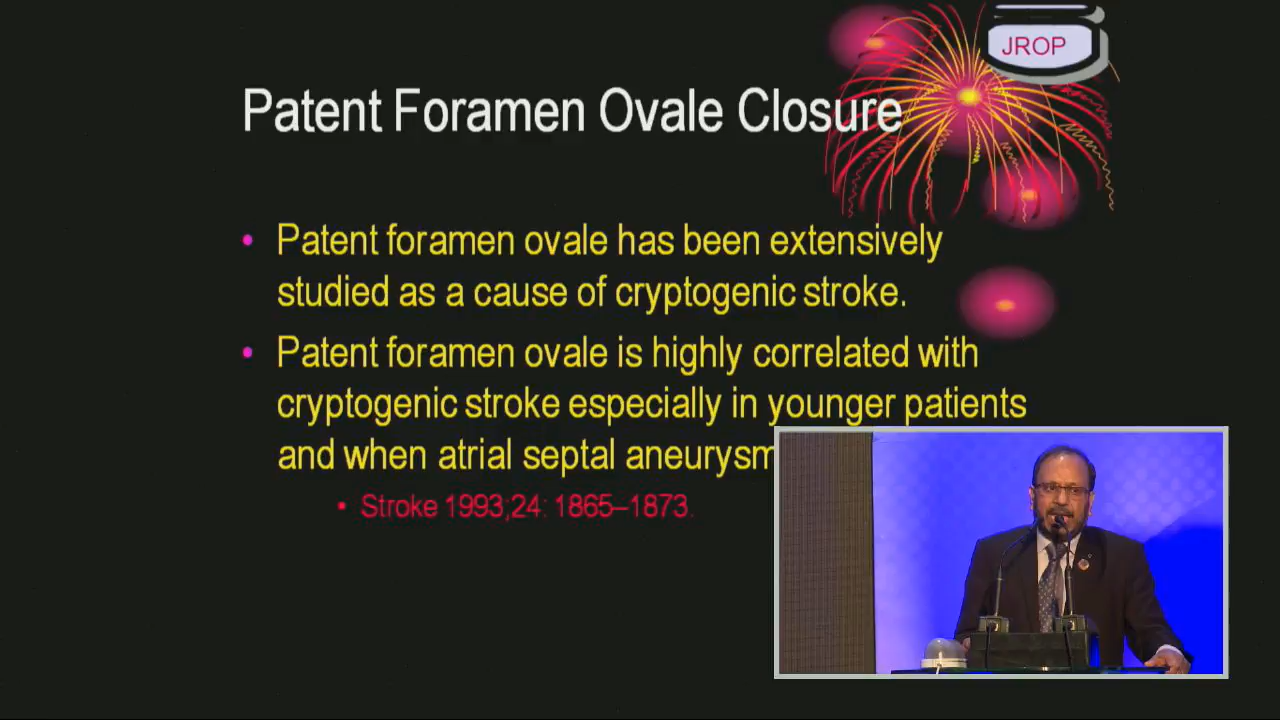 JROP
Patent Foramen Ovale Closure
• Patent foramen ovale has been extensively
studied as a cause of cryptogenic stroke.
• Patent foramen ovale is highly correlated with
cryptogenic stroke especially in younger patients
and when atrial septal
• Stroke 1993;24: 1865–1873.